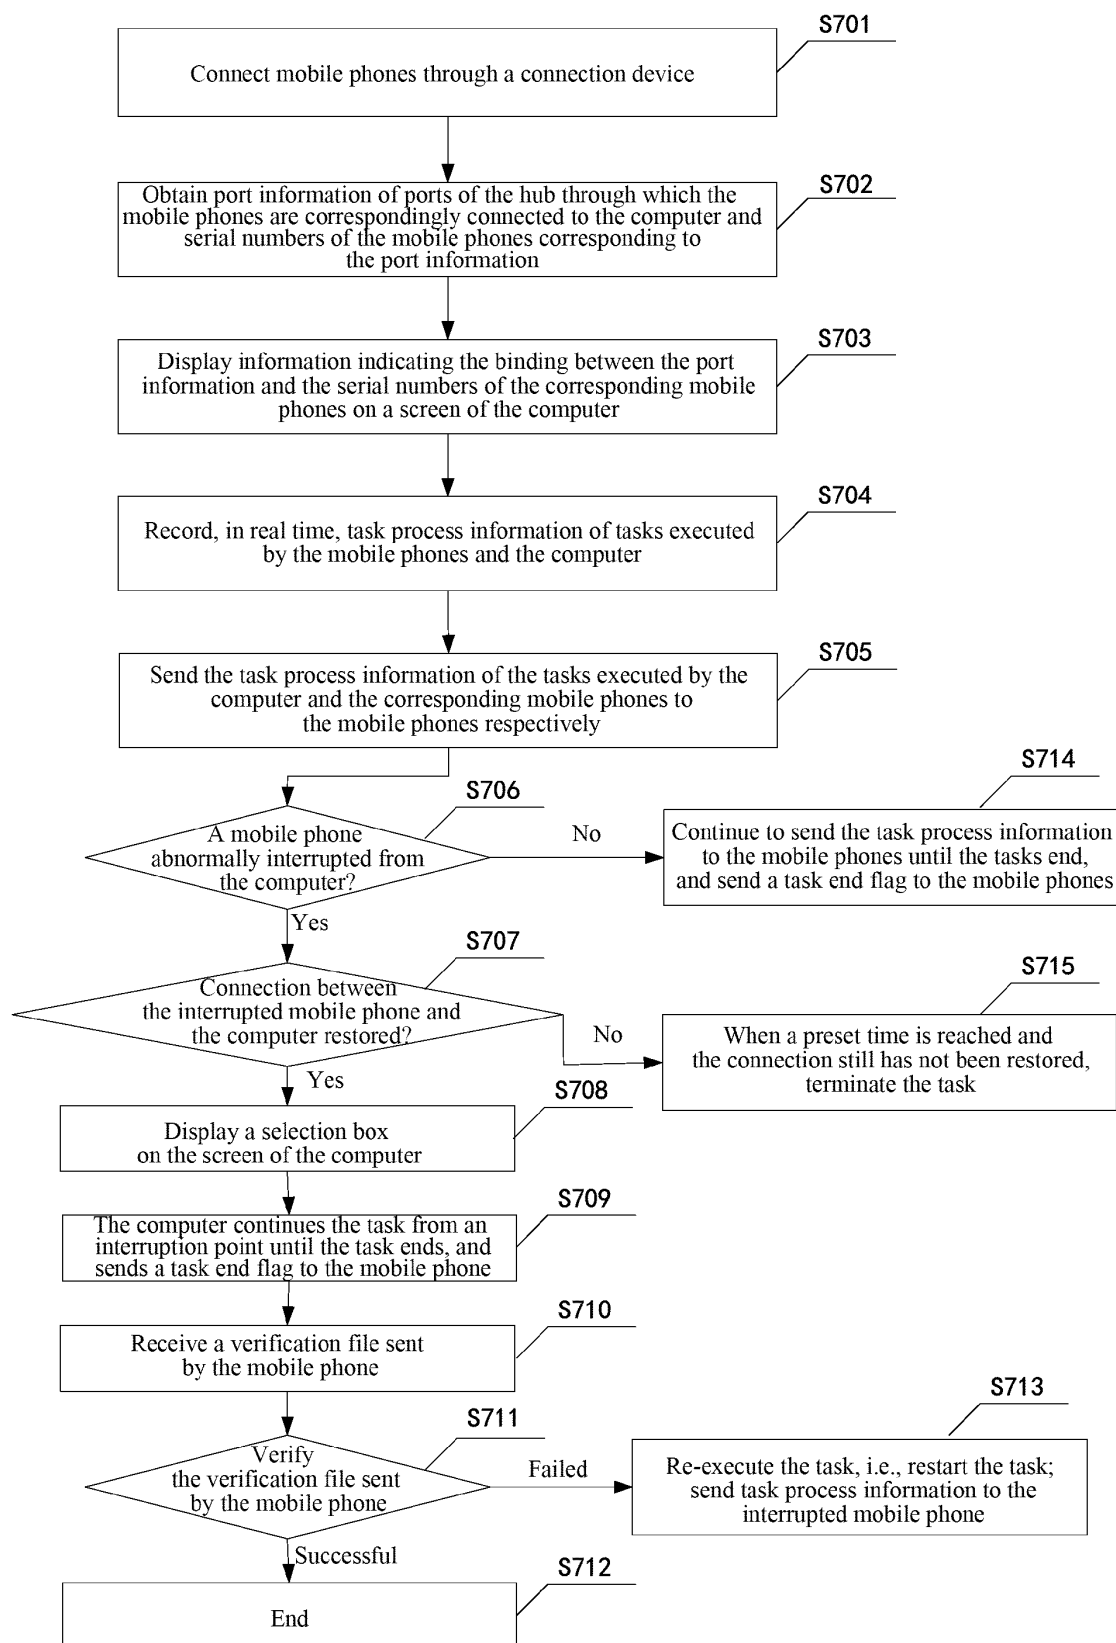 S701
Connect mobile phones through a connection device
S702
Obtain port information of ports of the hub through which the
mobile phones are correspondingly connected to the computer and
serial numbers of the mobile phones corresponding to
the port information
S703
Display information indicating the binding between the port
information and the serial numbers of the corresponding mobile
phones on a screen of the computer
S704
Record, in real time, task process information of tasks executed
by the mobile phones and the computer
S705
Send the task process information of the tasks executed by the
computer and the corresponding mobile phones to
the mobile phones respectively
S706
A mobile phone
abnormally interrupted from
the computer?
No
S714
Continue to send the task process information
to the mobile phones until the tasks end,
and send a task end flag to the mobile phones
Yes
S707
Connection between
the interrupted mobile phone and
the computer restored?
No
S715
When a preset time is reached and
the connection still has not been restored,
terminate the task
Yes
S708
Display a selection box
on the screen of the computer
S709
The computer continues the task from an
interruption point until the task ends, and
sends a task end flag to the mobile phone
S710
Receive a verification file sent
by the mobile phone
S711
Verify
the verification file sent
by the mobile phone
Failed
S713
Re-execute the task, i.e., restart the task;
send task process information to the
interrupted mobile phone
Successful
S712
End